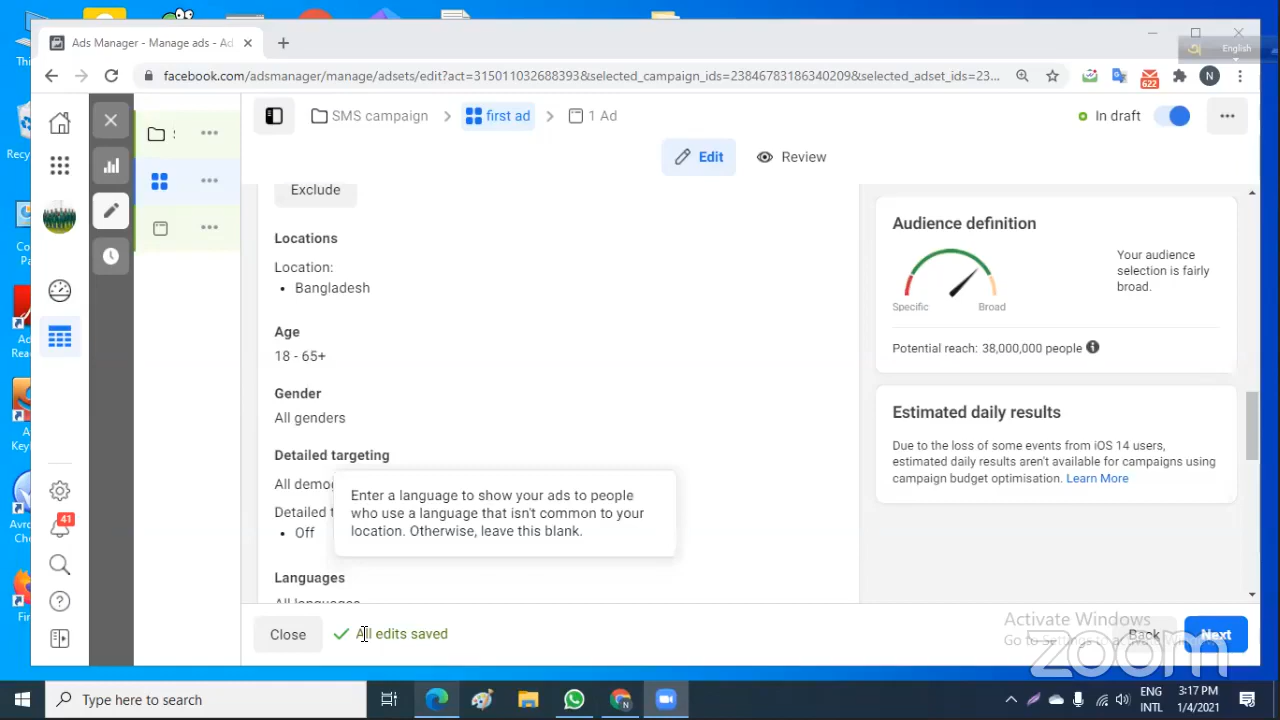 Ads Manager - Manage ads - Ad
English
facebook.com/adsmanager/manage/adsets/edit?act=315011032688393&selected_campaign_ids=23846783186340209&selected_adset_ids=23...
622
N
SMS campaign
first ad
1 Ad
In draft
Edit
Review
Exclude
Locations
Location:
Bangladesh
Age
18 - 65+
Gender
All genders
Detailed targeting
All demo
Detailed t
Off
Enter a language to show your ads to people
who use a language that isn't common to your
location. Otherwise, leave this blank.
Languages
All languages
Audience definition
Your audience
selection is fairly
broad.
Specific
Broad
Potential reach: 38,000,000 people
Estimated daily results
Due to the loss of some events from iOS 14 users,
estimated daily results aren't available for campaigns using
campaign budget optimisation. Learn More
41
Close
All edits saved
Activate Windows
Back
Next
zoom
Type here to search
ENG
INTL
3:17 PM
1/4/2021